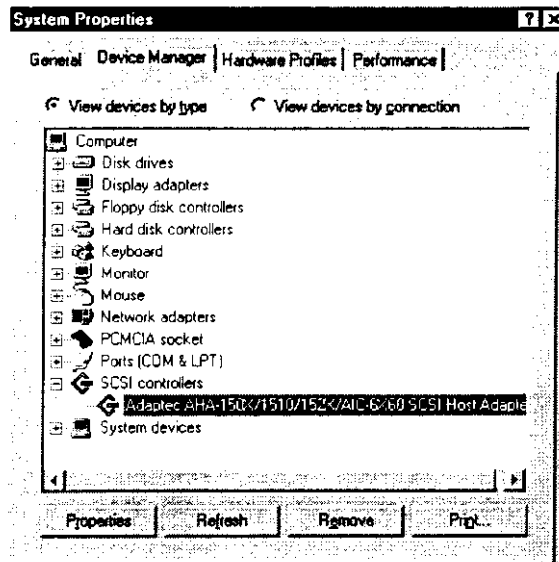 System Properties
General Device Manager Hardware Profiles Performance
View devices by type View devices by connection
Computer
Disk drives
Display adapters
Floppy disk controllers
Hard disk controllers
Keyboard
Monitor
Mouse
Network adapters
PCMCIA socket
Ports (COM & LPT)
SCSI controllers
Adaptec AHA-150X/1510/152X/AIC-6X60 SCSI Host Adapte
System devices
Properties Refresh Remove Print...